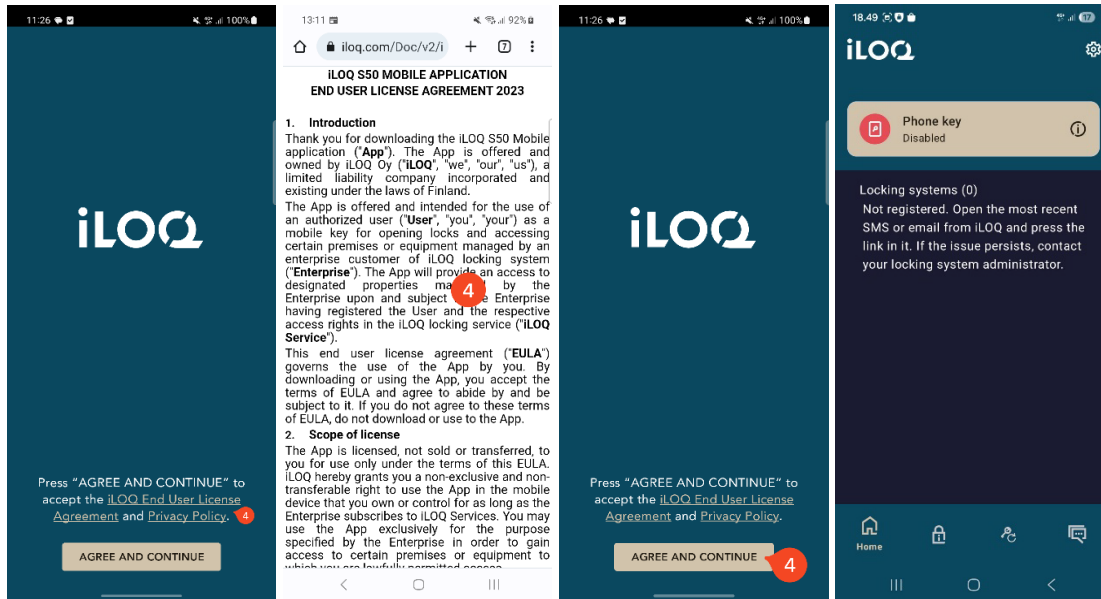 11:26
100%
iLOQ
Press "AGREE AND CONTINUE" to
accept the iLOQ End User License
Agreement and Privacy Policy.
4
AGREE AND CONTINUE
13:11
92%
iloq.com/Doc/v2/i
7
iLOQ S50 MOBILE APPLICATION
END USER LICENSE AGREEMENT 2023
1. Introduction
Thank you for downloading the iLOQ S50 Mobile
application ("App"). The App is offered and
owned by iLOQ Oy ("iLOQ", "we", "our", "us"), a
limited liability company incorporated and
existing under the laws of Finland.
The App is offered and intended for the use of
an authorized user ("User", "you", "your") as a
mobile key for opening locks and accessing
certain premises or equipment managed by an
enterprise customer of iLOQ locking system
("Enterprise"). The App will provide an access to
designated properties by the
4
Enterprise upon and subject Enterprise
having registered the User and the respective
access rights in the iLOQ locking service ("iLOQ
Service").
This end user license agreement ("EULA")
governs the use of the App by you. By
downloading or using the App, you accept the
terms of EULA and agree to abide by and be
subject to it. If you do not agree to these terms
of EULA, do not download or use to the App.
2. Scope of license
The App is licensed, not sold or transferred, to
you for use only under the terms of this EULA.
iLOQ hereby grants you a non-exclusive and non-
transferable right to use the App in the mobile
device that you own or control for as long as the
Enterprise subscribes to iLOQ Services. You may
use the App exclusively for the purpose
specified by the Enterprise in order to gain
access to certain premises or equipment to
which you are lawfully permitted access.
11:26
100%
iLOQ
Press "AGREE AND CONTINUE" to
accept the iLOQ End User License
Agreement and Privacy Policy.
AGREE AND CONTINUE
4
18.49
17
iLOQ
Phone key
Disabled
Locking systems (0)
Not registered. Open the most recent
SMS or email from iLOQ and press the
link in it. If the issue persists, contact
your locking system administrator.
Home